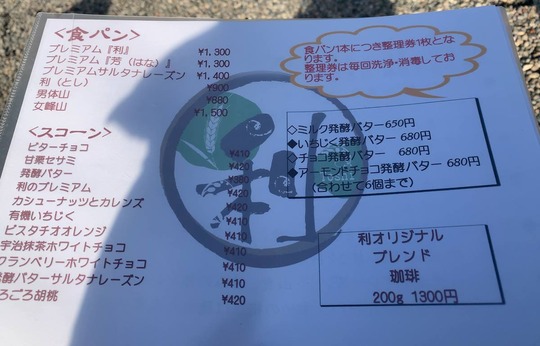 <食パン>
プレミアム『利』 ¥1,300
プレミアム『芳（はな）』 ¥1,300
プレミアムサルタナレーズン ¥1,400
利（とし） ¥900
男体山 ¥880
女峰山 ¥1,500
<スコーン>
ビターチョコ ¥410
甘栗セサミ ¥420
発酵バター
利のプレミアム ¥420
カシューナッツとカレンズ ¥420
有機いちじく ¥410
ピスタチオオレンジ ¥410
宇治抹茶ホワイトチョコ ¥410
クランベリーホワイトチョコ ¥410
発酵バターサルタナレーズン ¥410
ろごろ胡桃 ¥420
食パン1本につき整理券1枚とな
ります。
整理券は毎回洗浄・消毒してお
ります。
◇ミルク発酵バター650円
◆いちじく発酵バター 680円
◇チョコ発酵バター 680円
◆アーモンドチョコ発酵バター 680円
（合わせて6個まで）
利オリジナル
ブレンド
珈琲
200g 1300円